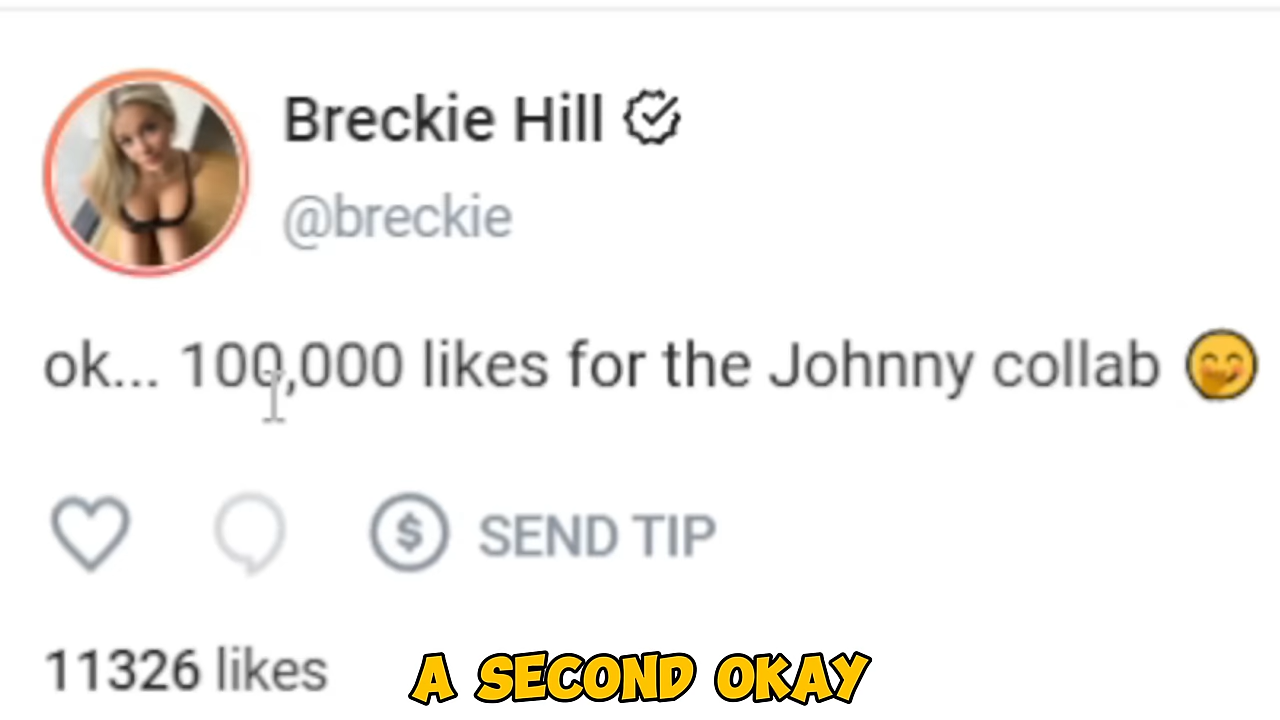 Breckie Hill
@breckie
ok... 100,000 likes for the Johnny collab 😋
SEND TIP
11326 likes
A SECOND OKAY